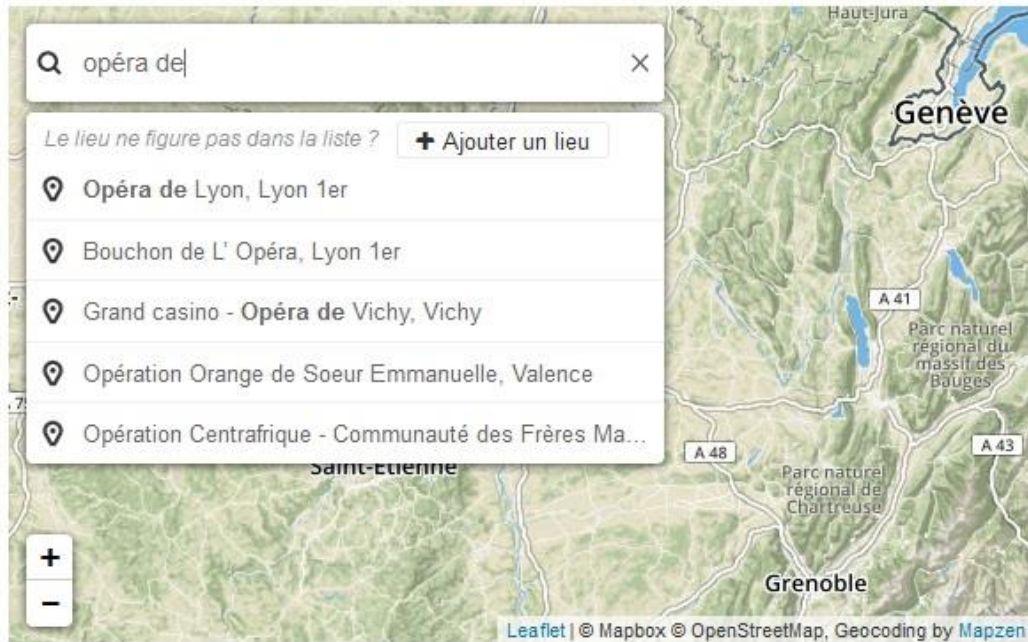 Haut-Jura
opéra de
Genève
Le lieu ne figure pas dans la liste ? + Ajouter un lieu
Opéra de Lyon, Lyon 1er
Bouchon de L' Opéra, Lyon 1er
Grand casino - Opéra de Vichy, Vichy
A 41
Parc naturel
régional du
massif des
Bauges
Opération Orange de Soeur Emmanuelle, Valence
Opération Centrafrique - Communauté des Frères Ma...
A 43
A 48
Saint-Étienne
Parc naturel
régional de
Chartreuse
+
Grenoble
−
Leaflet | © Mapbox © OpenStreetMap, Geocoding by Mapzen